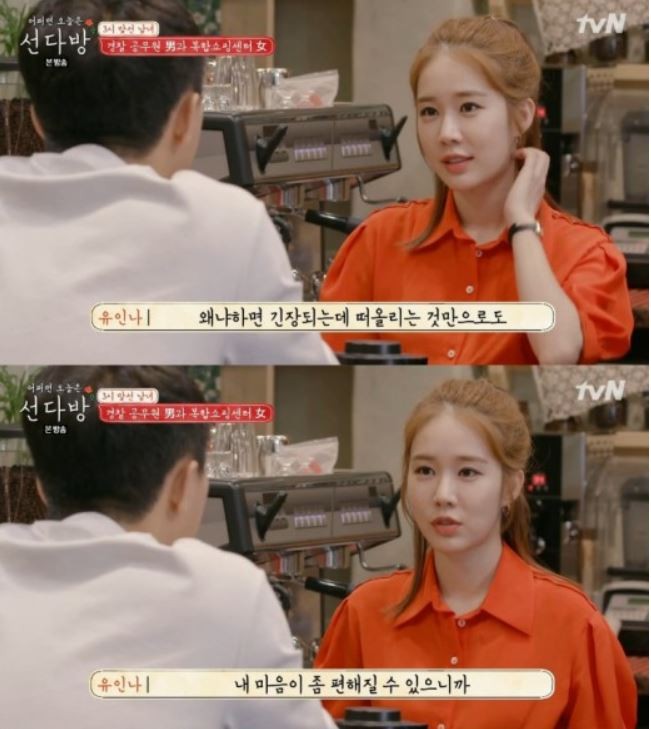 어쩌면 오늘은
선다방
본방송
3시 맞선 남녀
경찰 공무원 男과 복합쇼핑센터 女
tvN
유인나 | 왜냐하면 긴장되는데 떠올리는 것만으로도
어쩌면 오늘은
선다방
본방송
3시 맞선 남녀
경찰 공무원 男과 복합쇼핑센터 女
tvN
유인나 | 내 마음이 좀 편해질 수 있으니까